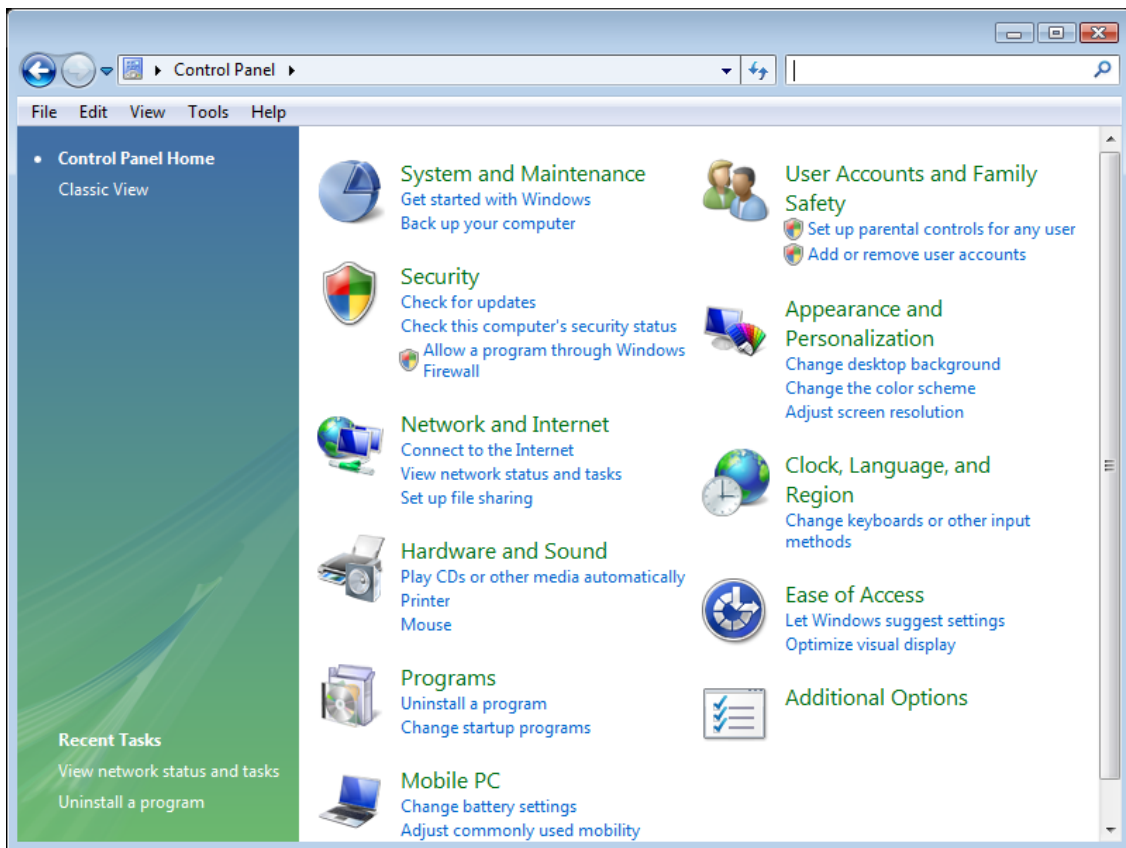 Control Panel
File Edit View Tools Help
Control Panel Home
Classic View
Recent Tasks
View network status and tasks
Uninstall a program
System and Maintenance
Get started with Windows
Back up your computer
Security
Check for updates
Check this computer's security status
Allow a program through Windows
Firewall
Network and Internet
Connect to the Internet
View network status and tasks
Set up file sharing
Hardware and Sound
Play CDs or other media automatically
Printer
Mouse
Programs
Uninstall a program
Change startup programs
Mobile PC
Change battery settings
Adjust commonly used mobility
User Accounts and Family
Safety
Set up parental controls for any user
Add or remove user accounts
Appearance and
Personalization
Change desktop background
Change the color scheme
Adjust screen resolution
Clock, Language, and
Region
Change keyboards or other input
methods
Ease of Access
Let Windows suggest settings
Optimize visual display
Additional Options